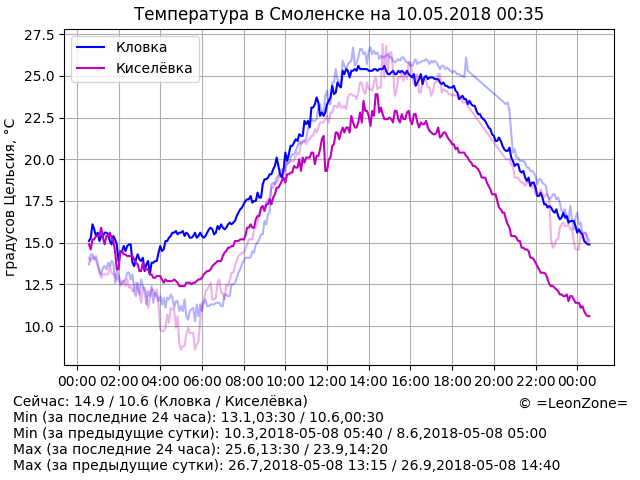 Температура в Смоленске на 10.05.2018 00:35
27.5
25.0
22.5
20.0
17.5
15.0
12.5
10.0
градусов Цельсия, °C
Кловка
Киселёвка
00:00 02:00 04:00 06:00 08:00 10:00 12:00 14:00 16:00 18:00 20:00 22:00 00:00
Сейчас: 14.9 / 10.6 (Кловка / Киселёвка)
© =LeonZone=
Min (за последние 24 часа): 13.1,03:30 / 10.6,00:30
Min (за предыдущие сутки): 10.3,2018-05-08 05:40 / 8.6,2018-05-08 05:00
Max (за последние 24 часа): 25.6,13:30 / 23.9,14:20
Max (за предыдущие сутки): 26.7,2018-05-08 13:15 / 26.9,2018-05-08 14:40